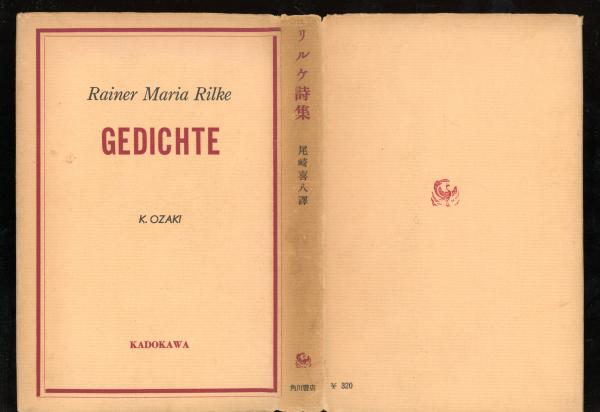 Rainer Maria Rilke
GEDICHTE
K. OZAKI
KADOKAWA
リルケ詩集
尾崎喜八譯
角川書店
¥ 320